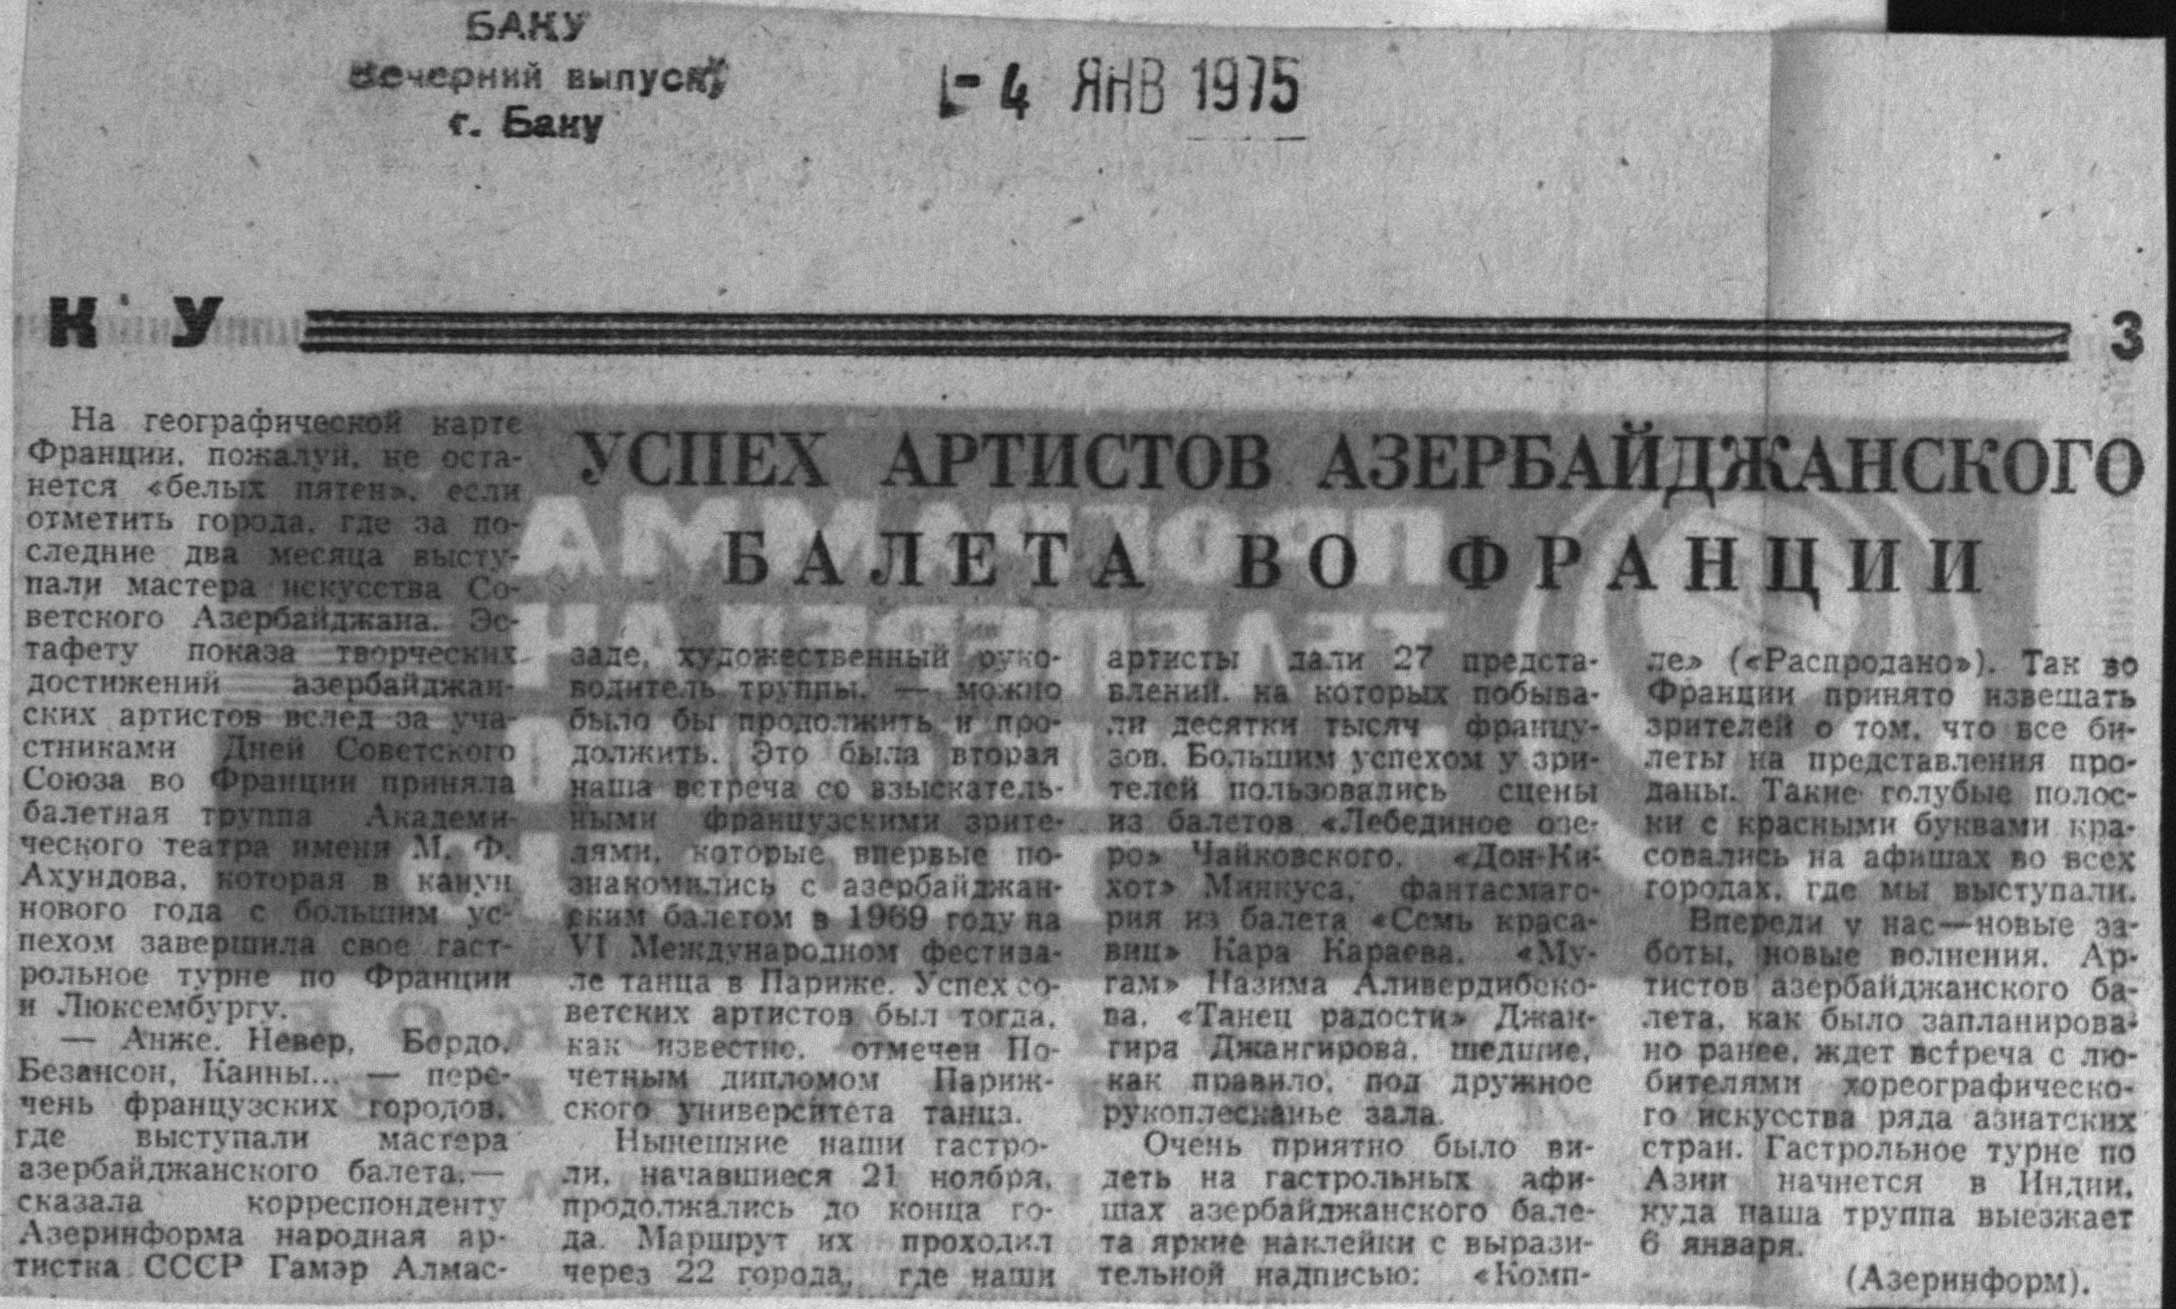 БАКУ
Вечерний выпуск,
г. Баку
-4 ЯНВ 1975
КУ
3
УСПЕХ АРТИСТОВ АЗЕРБАЙДЖАНСКОГО
БАЛЕТА ВО ФРАНЦИИ
На географической карте
Франции, пожалуй, не оста-
нется «белых пятен», если
отметить города, где за по-
следние два месяца высту-
пали мастера искусства Со-
ветского Азербайджана. Эс-
тафету показа творческих
достижений азербайджан-
ских артистов вслед за уча-
стниками Дней Советского
Союза во Франции приняла
балетная труппа Академи-
ческого театра имени М. Ф.
Ахундова, которая в канун
нового года с большим ус-
пехом завершила свое гаст-
рольное турне по Франции
и Люксембургу.
— Анже, Невер, Бордо,
Безансон, Канны... — пере-
чень французских городов,
где выступали мастера
азербайджанского балета,—
сказала корреспонденту
Азеринформа народная ар-
тистка СССР Гамэр Алмас-
заде, художественный руко-
водитель труппы, — можно
было бы продолжить и про-
должить. Это была вторая
наша встреча со взыскатель-
ными французскими зрите-
лями, которые впервые по-
знакомились с азербайджан-
ским балетом в 1969 году на
VI Международном фестива-
ле танца в Париже. Успех со-
ветских артистов был тогда,
как известно, отмечен По-
четным дипломом Париж-
ского университета танца.
Нынешние наши гастро-
ли, начавшиеся 21 ноября,
продолжались до конца го-
да. Маршрут их проходил
через 22 города, где наши
артисты дали 27 предста-
влений, на которых побыва-
ли десятки тысяч францу-
зов. Большим успехом у зри-
телей пользовались сцены
из балетов «Лебединое озе-
ро» Чайковского, «Дон-Ки-
хот» Минкуса, фантасмаго-
рия из балета «Семь краса-
виц» Кара Караева, «Му-
гам» Назима Аливердибеко-
ва, «Танец радости» Джан-
гира Джангирова, шедшие,
как правило, под дружное
рукоплесканье зала.
Очень приятно было ви-
деть на гастрольных афи-
шах азербайджанского бале-
та яркие наклейки с вырази-
тельной надписью: «Комп-
ле» («Распродано»). Так во
Франции принято извещать
зрителей о том, что все би-
леты на представления про-
даны. Такие голубые полос-
ки с красными буквами кра-
совались на афишах во всех
городах, где мы выступали.
Впереди у нас—новые за-
боты, новые волнения. Ар-
тистов азербайджанского ба-
лета, как было запланирова-
но ранее, ждет встреча с лю-
бителями хореографическо-
го искусства ряда азиатских
стран. Гастрольное турне по
Азии начнется в Индии,
куда наша труппа выезжает
6 января.
(Азеринформ).